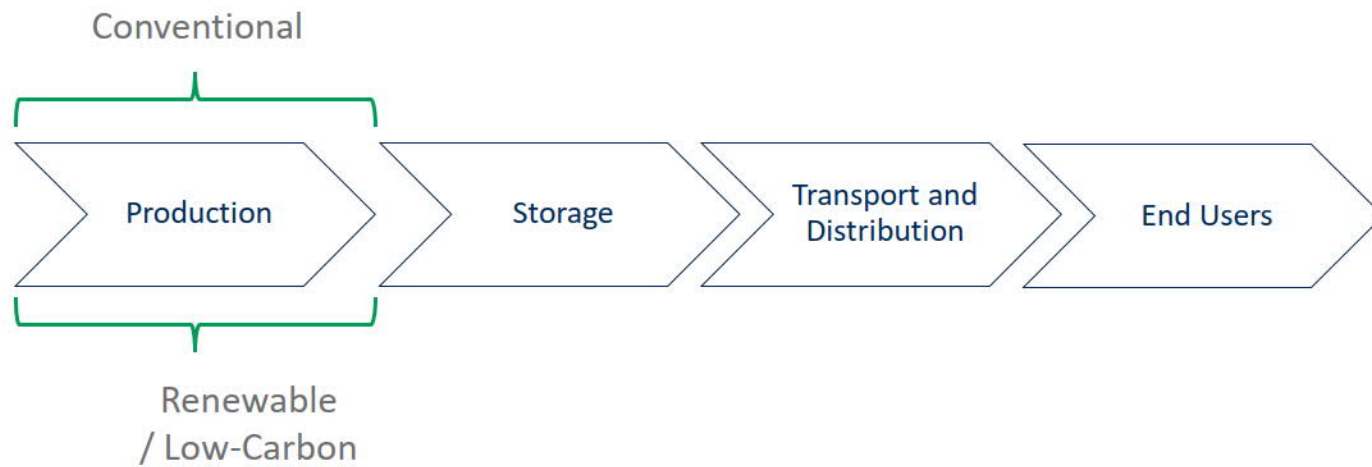 Conventional
Production
Storage
Transport and
Distribution
End Users
Renewable
/ Low-Carbon